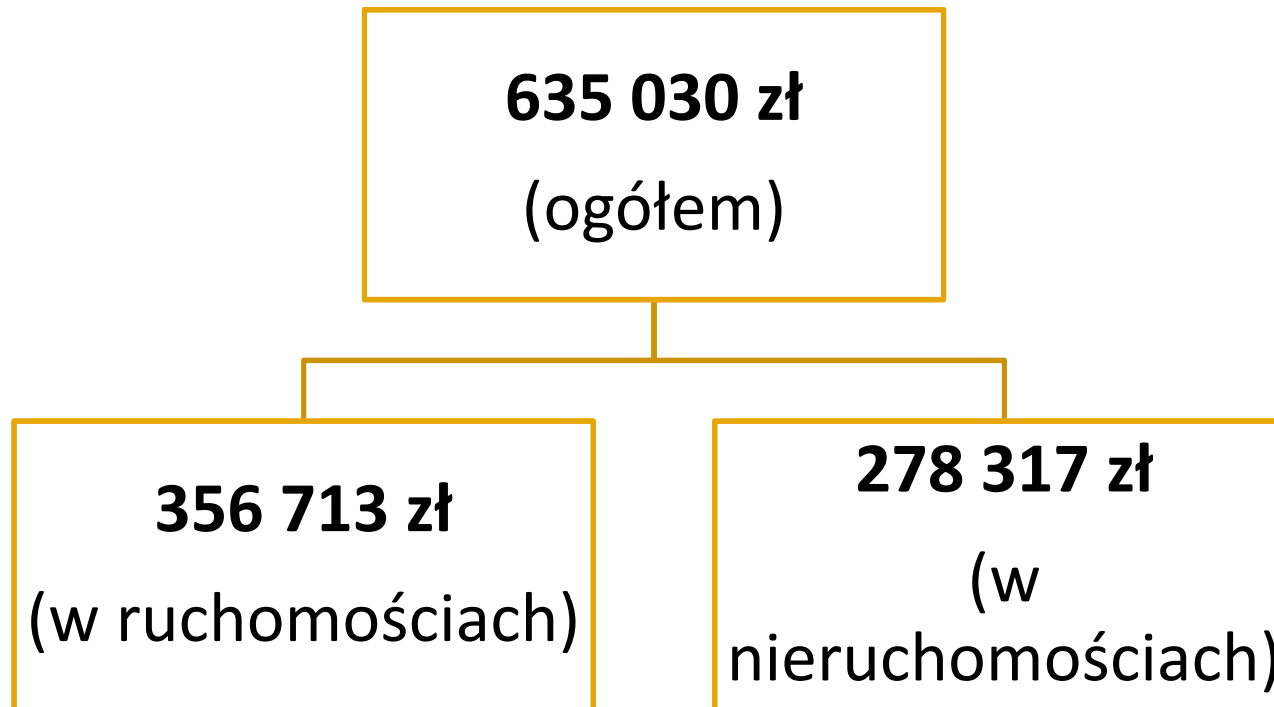 635 030 zł
(ogółem)
356 713 zł
(w ruchomościach)
278 317 zł
(w
nieruchomościach)